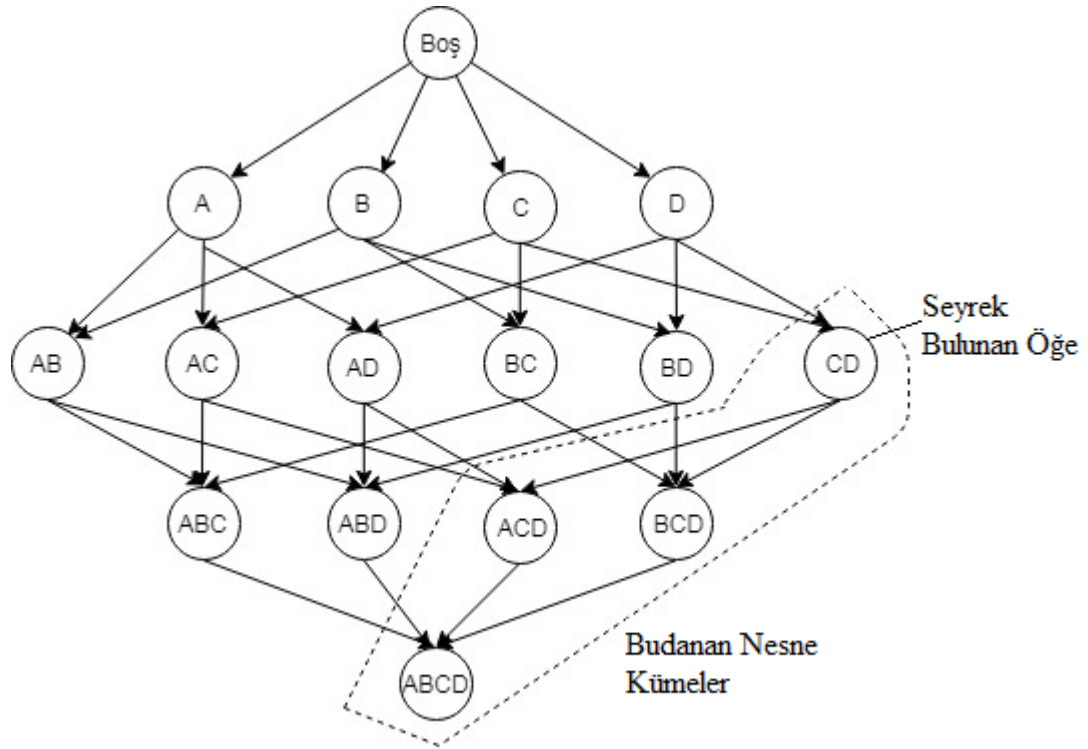 Boş
A
B
C
D
AB
AC
AD
BC
BD
CD
Seyrek
Bulunan Öğe
ABC
ABD
ACD
BCD
ABCD
Budanan Nesne
Kümeler